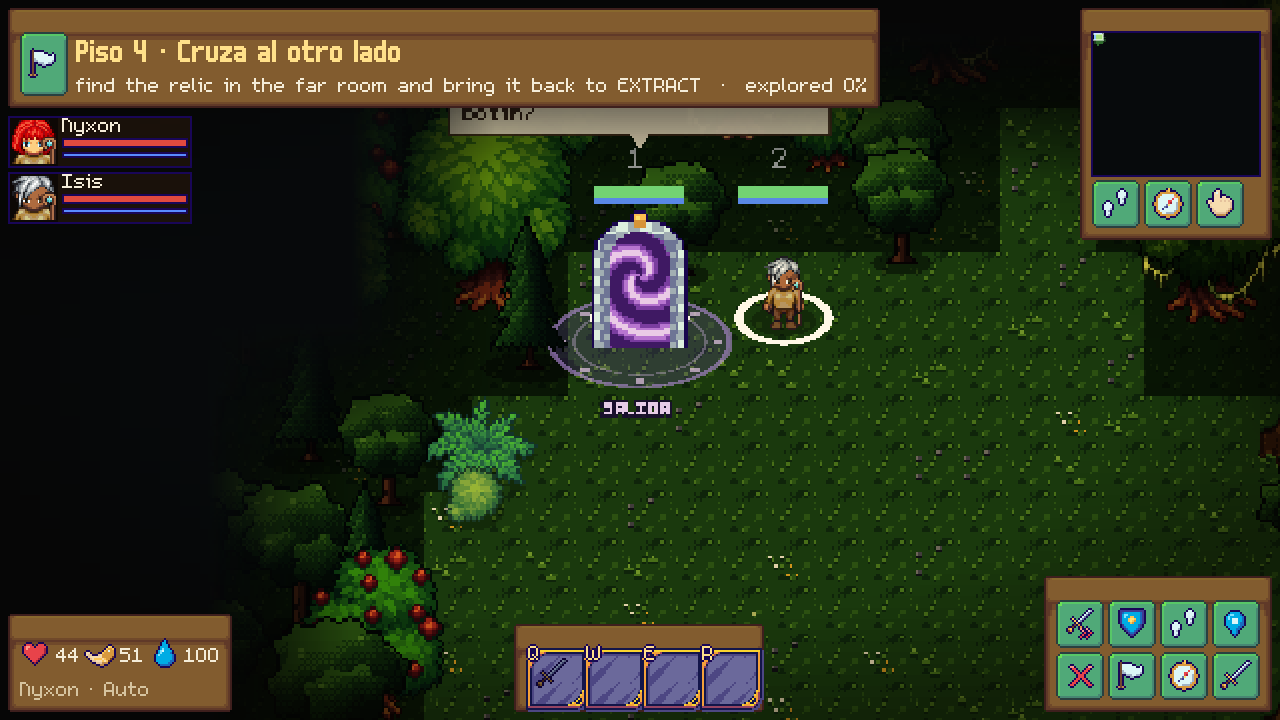 Piso 4 · Cruza al otro lado
find the relic in the far room and bring it back to EXTRACT · explored 0%
Nyxon
1
2
Isis
SALIDA
44 51 100
Nyxon · Auto
Q W E R